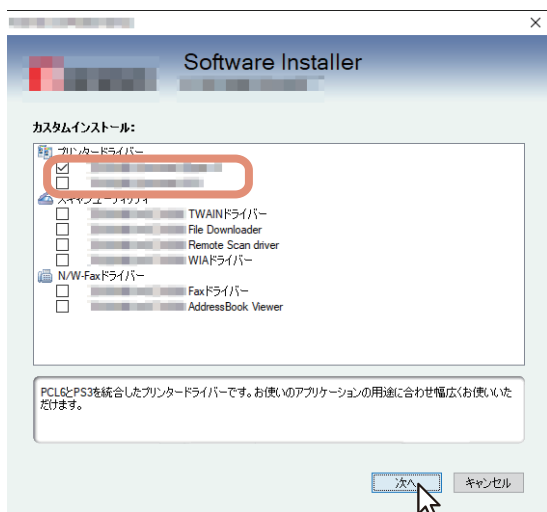 Software Installer
カスタムインストール:
プリンタードライバー
スキャンユーティリティ
TWAINドライバー
File Downloader
Remote Scan driver
WIAドライバー
N/W-Faxドライバー
Faxドライバー
AddressBook Viewer
PCL6とPS3を統合したプリンタードライバーです。お使いのアプリケーションの用途に合わせ幅広くお使いいた
だけます。
次へ
キャンセル